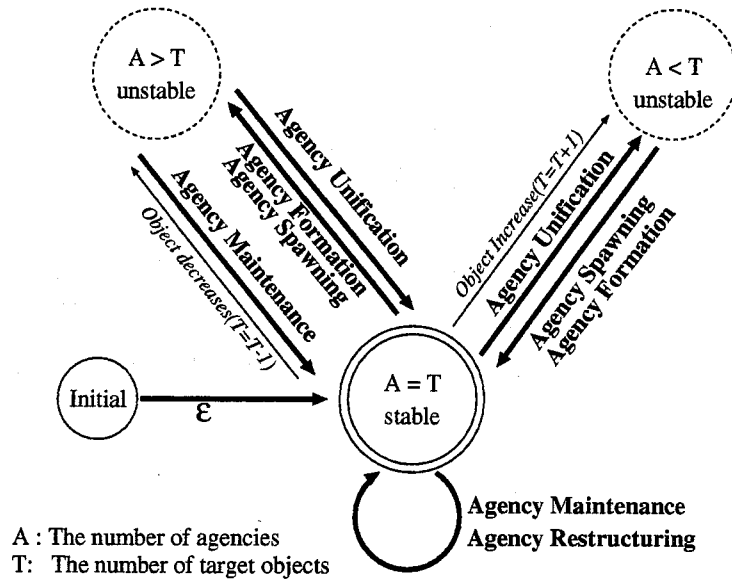 A > T
unstable
A < T
unstable
Agency Unification
Agency Formation
Agency Spawning
Agency Maintenance
Object decreases(T=T-1)
Object Increase(T=T+1)
Agency Unification
Agency Spawning
Agency Formation
Initial
ε
A = T
stable
Agency Maintenance
Agency Restructuring
A : The number of agencies
T: The number of target objects